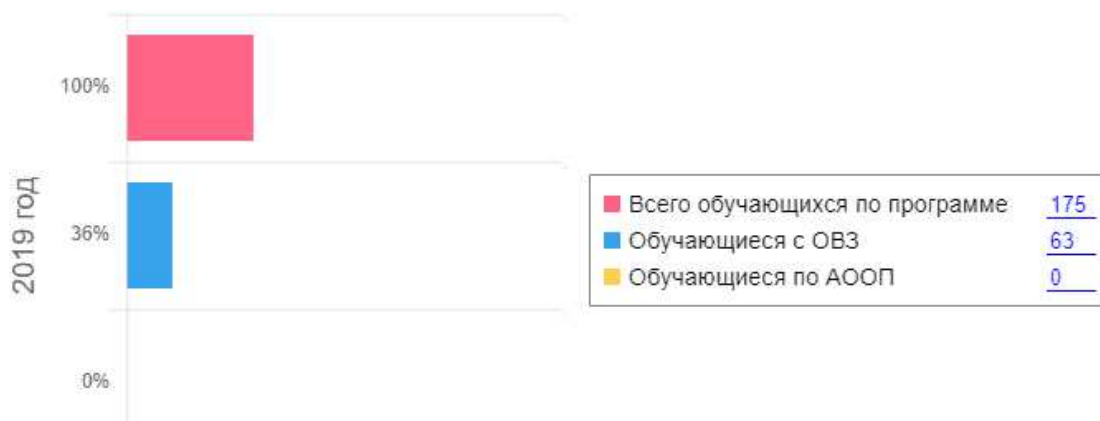 100%
36%
0%
2019 год
Всего обучающихся по программе 175
Обучающиеся с ОВЗ 63
Обучающиеся по АООП 0